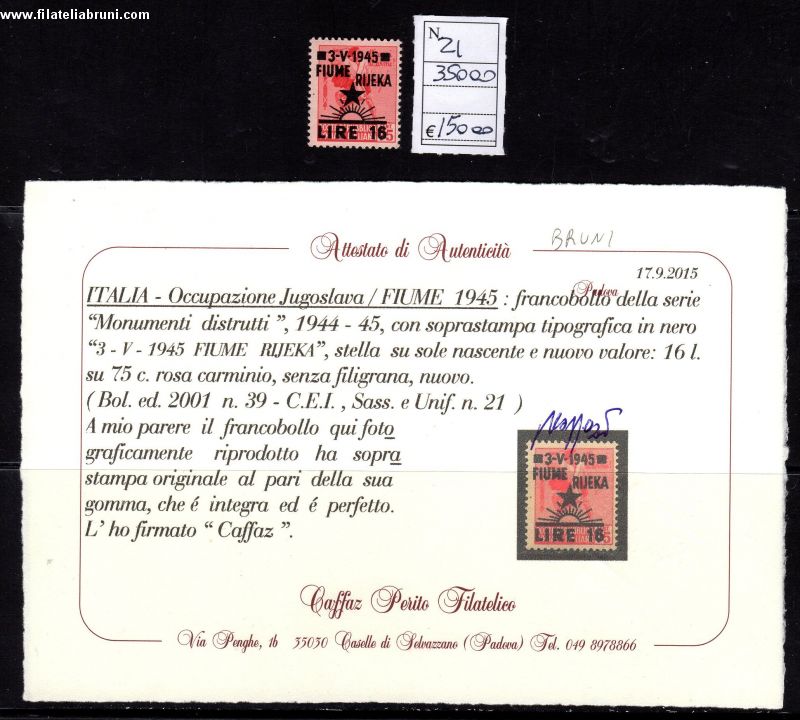 www.filateliabruni.com
3-V-1945
FIUME
RIJEKA
LIRE 16
N 21
35000
€ 15000
Attestato di Autenticità
BRUNI
17.9.2015
Padova
ITALIA - Occupazione Jugoslava / FIUME 1945 : francobollo della serie
"Monumenti distrutti ", 1944 - 45, con soprastampa tipografica in nero
"3 - V - 1945 FIUME RIJEKA", stella su sole nascente e nuovo valore: 16 l.
su 75 c. rosa carminio, senza filigrana, nuovo.
( Bol. ed. 2001 n. 39 - C.E.I. , Sass. e Unif. n. 21 )
A mio parere il francobollo qui foto
graficamente riprodotto ha sopra
stampa originale al pari della sua
gomma, che é integra ed é perfetto.
L' ho firmato " Caffaz ".
3-V-1945
FIUME
RIJEKA
LIRE 16
Caffaz Perito Filatelico
Via Penghe, 1b 35030 Caselle di Selvazzano (Padova) Tel. 049 8978866